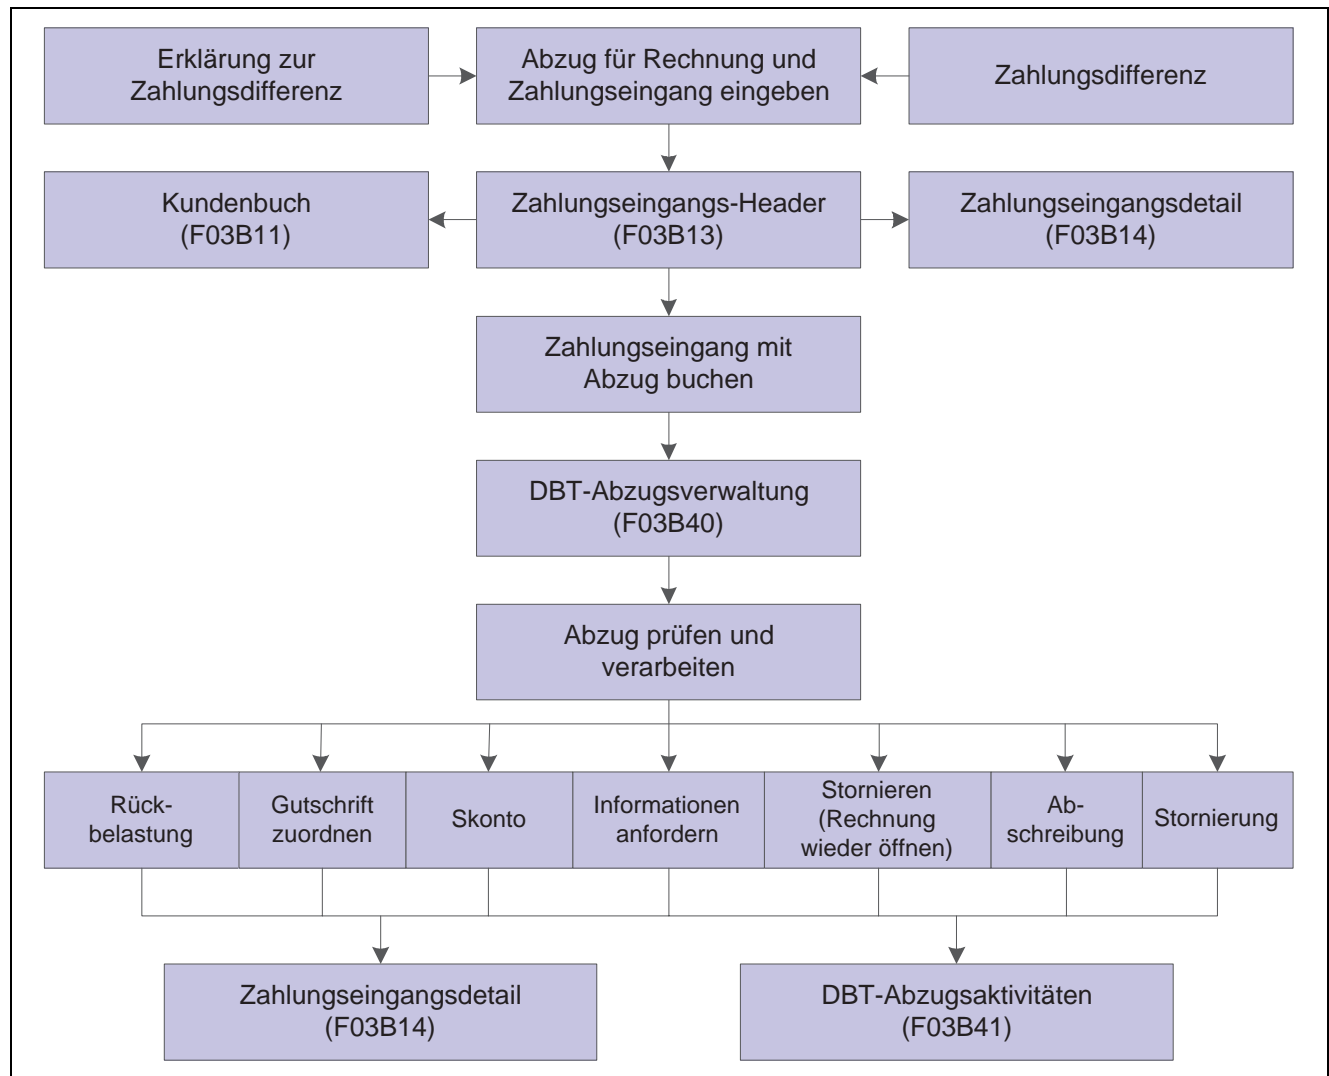 Erklärung zur
Zahlungsdifferenz
Abzug für Rechnung und
Zahlungseingang eingeben
Zahlungsdifferenz
Kundenbuch
(F03B11)
Zahlungseingangs-Header
(F03B13)
Zahlungseingangsdetail
(F03B14)
Zahlungseingang mit
Abzug buchen
DBT-Abzugsverwaltung
(F03B40)
Abzug prüfen und
verarbeiten
Rück-
belastung
Gutschrift
zuordnen
Skonto
Informationen
anfordern
Stornieren
(Rechnung
wieder öffnen)
Ab-
schreibung
Stornierung
Zahlungseingangsdetail
(F03B14)
DBT-Abzugsaktivitäten
(F03B41)